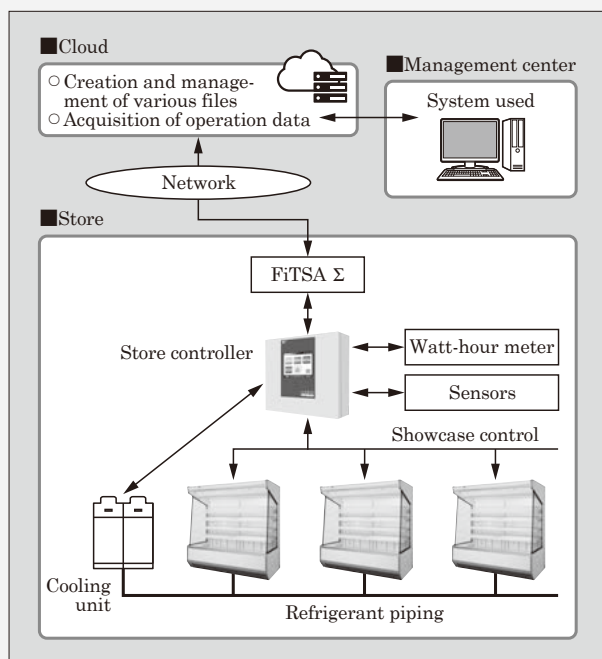 ■Cloud
○ Creation and manage-
ment of various files
○ Acquisition of operation data
■Management center
System used
Network
■Store
FiTSA Σ
Store controller
Watt-hour meter
Sensors
Showcase control
Cooling
unit
Refrigerant piping